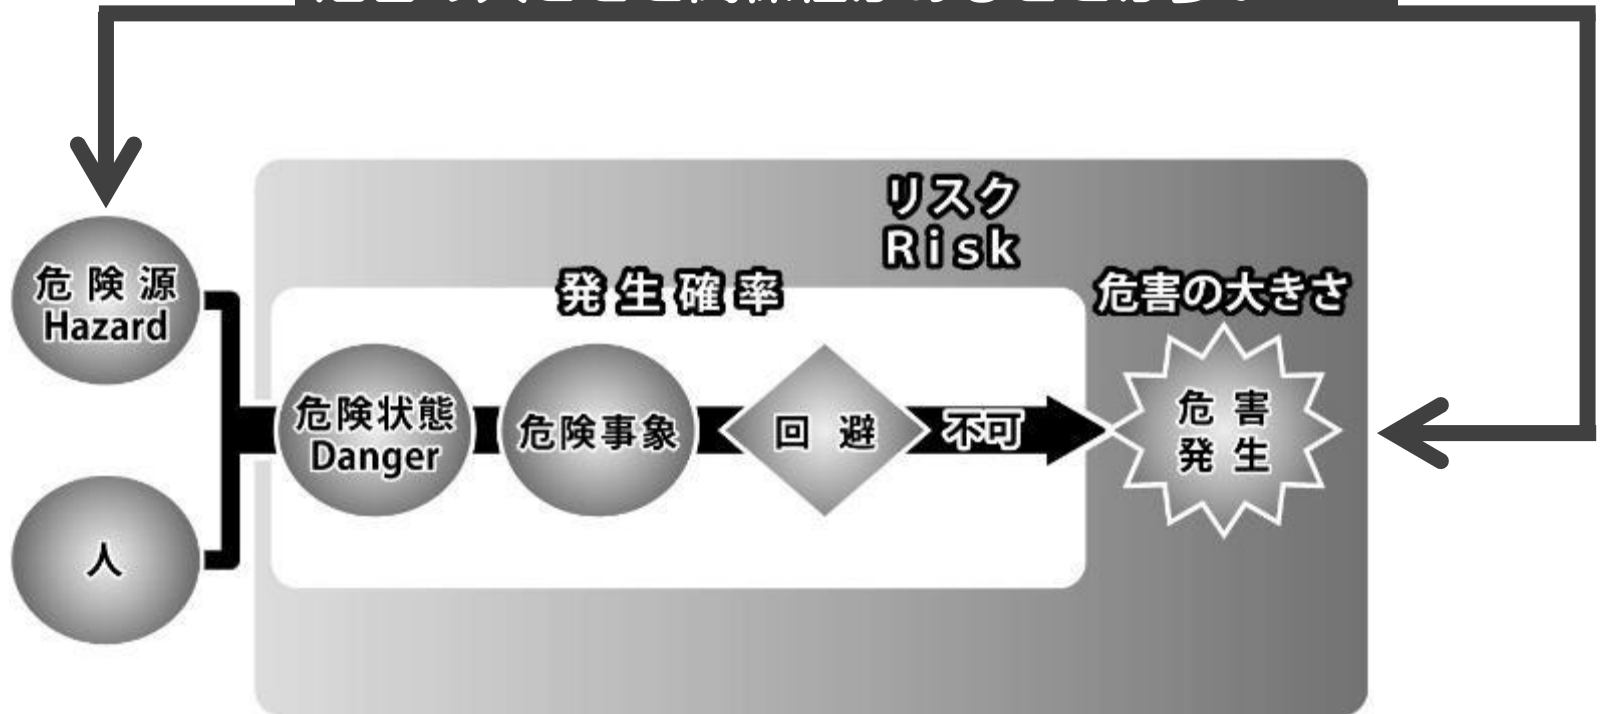 リスク
Risk
発生確率
危害の大きさ
危険源
Hazard
危険状態
Danger
危険事象
回避
不可
危害
発生
人